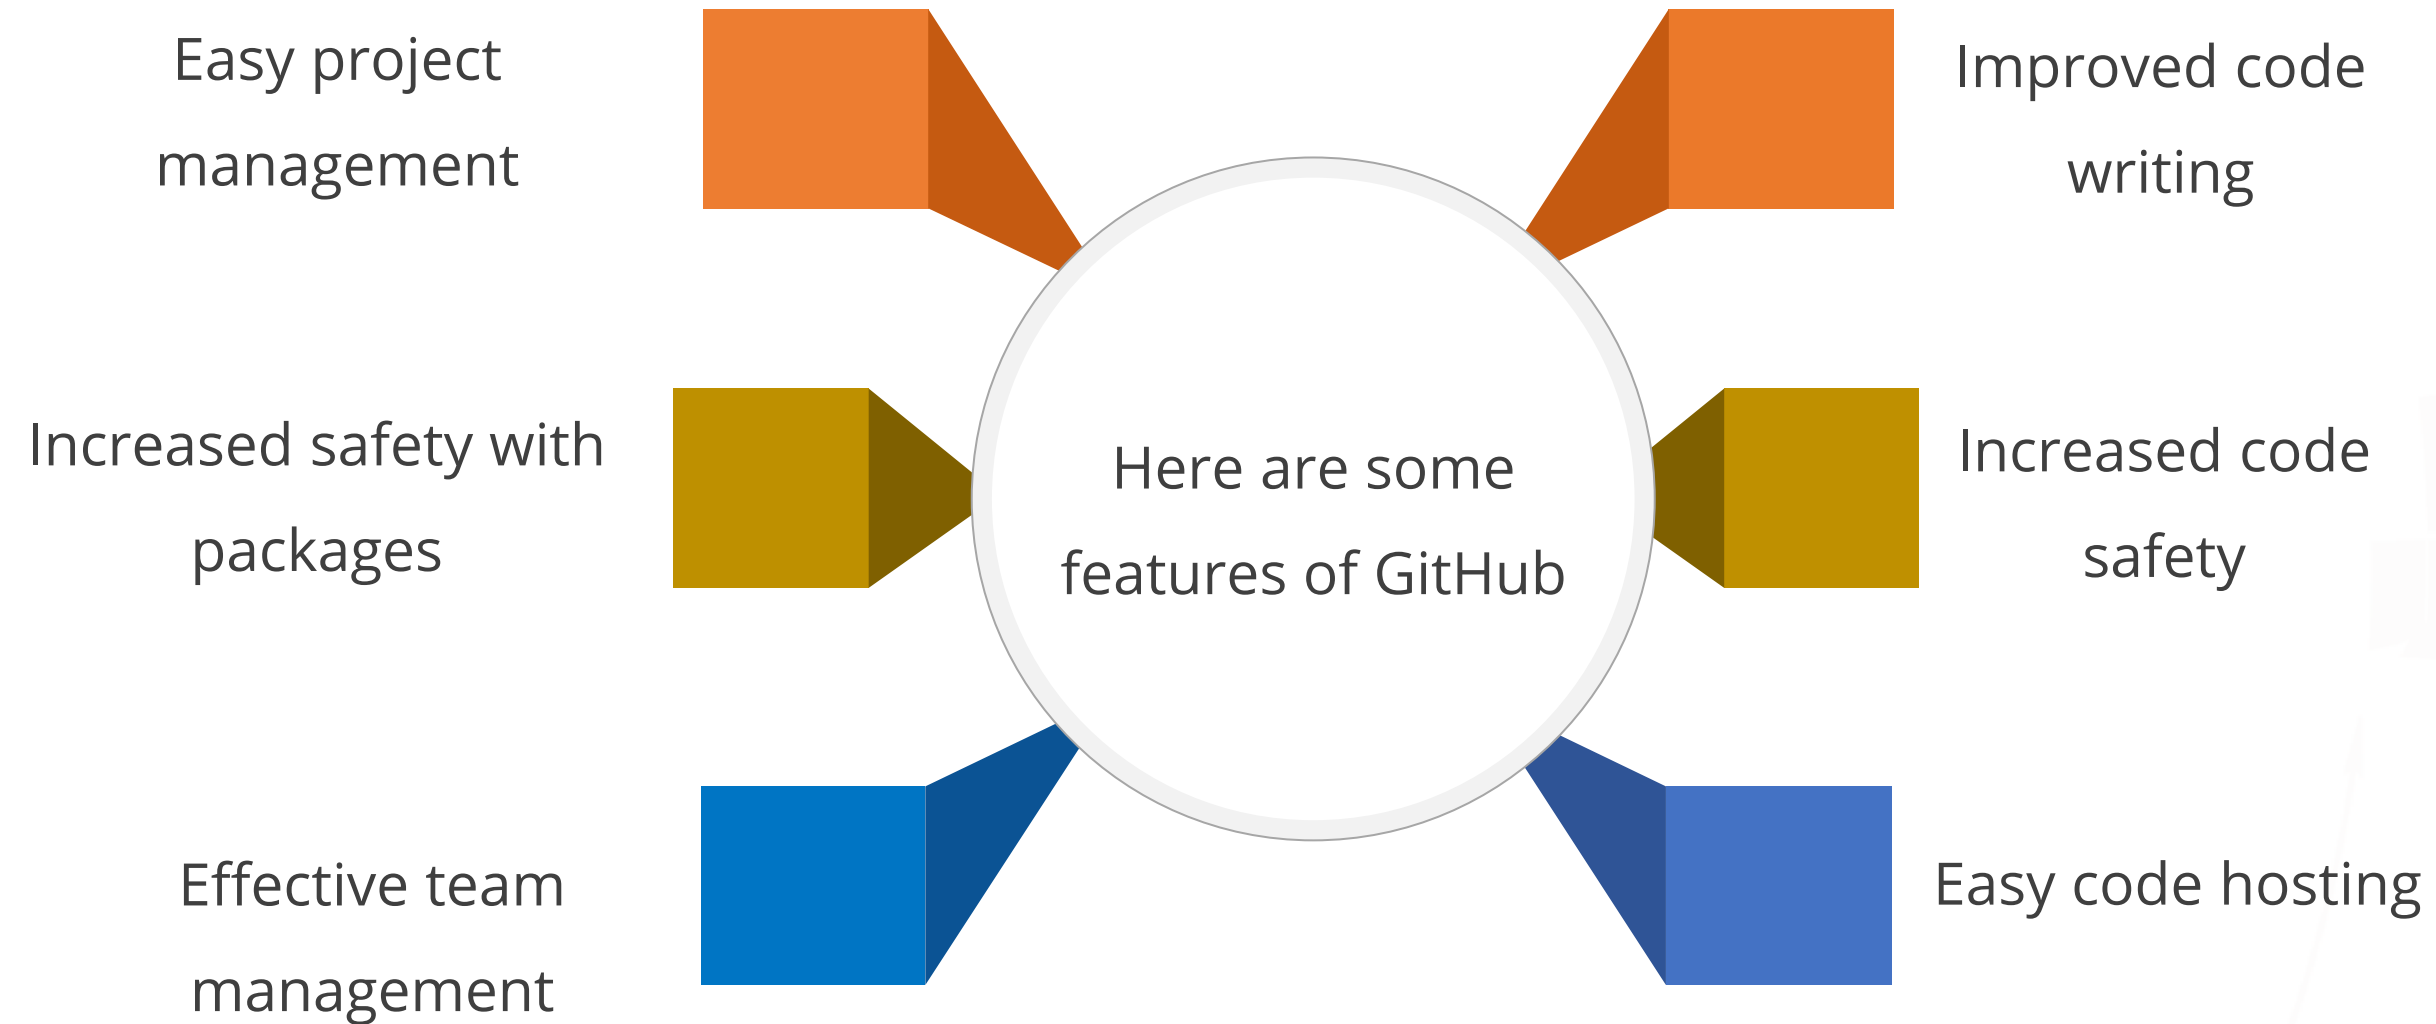 Easy project
management
Improved code
writing
Increased safety with
packages
Here are some
features of GitHub
Increased code
safety
Effective team
management
Easy code hosting